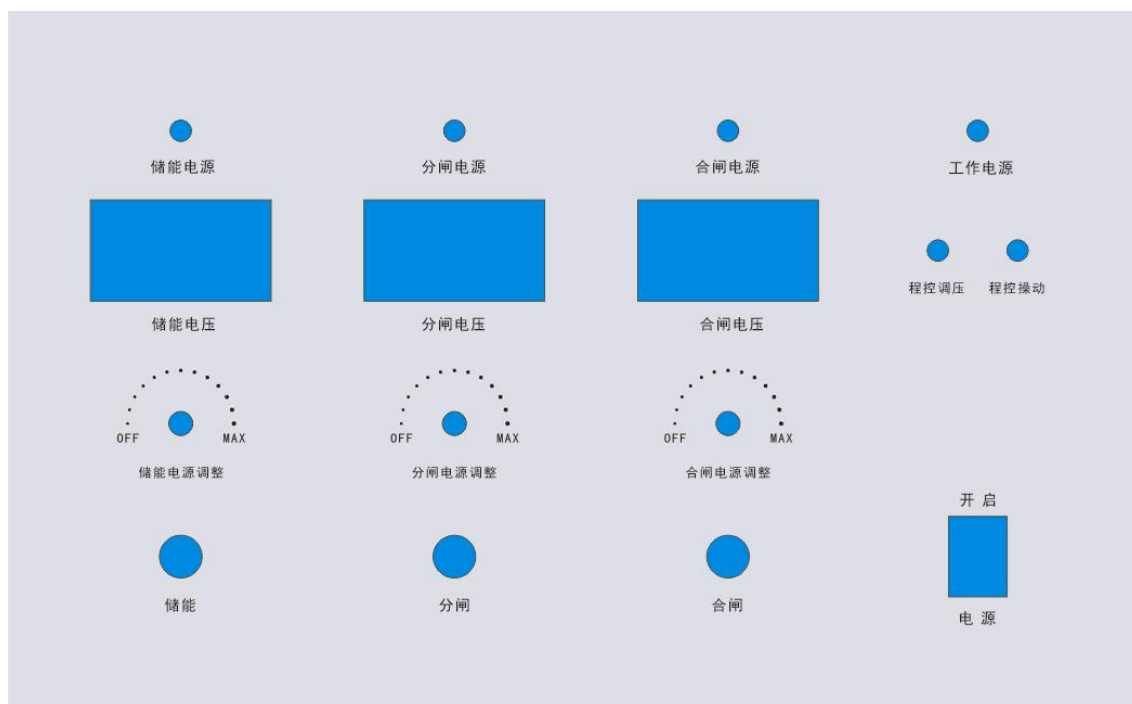 储能电源 分闸电源 合闸电源 工作电源
程控调压 程控操动
储能电压 分闸电压 合闸电压
OFF MAX OFF MAX OFF MAX
储能电源调整 分闸电源调整 合闸电源调整
开启
储能 分闸 合闸
电源